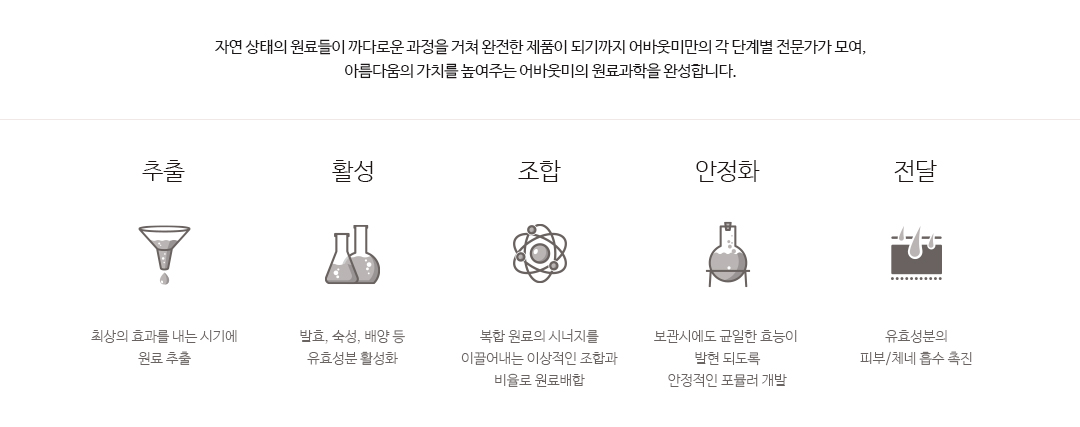 자연 상태의 원료들이 까다로운 과정을 거쳐 완전한 제품이 되기까지 어바웃미만의 각 단계별 전문가가 모여,
아름다움의 가치를 높여주는 어바웃미의 원료과학을 완성합니다.
추출
활성
조합
안정화
전달
최상의 효과를 내는 시기에
원료 추출
발효, 숙성, 배양 등
유효성분 활성화
복합 원료의 시너지를
이끌어내는 이상적인 조합과
비율로 원료배합
보관시에도 균일한 효능이
발현 되도록
안정적인 포뮬러 개발
유효성분의
피부/체네 흡수 촉진